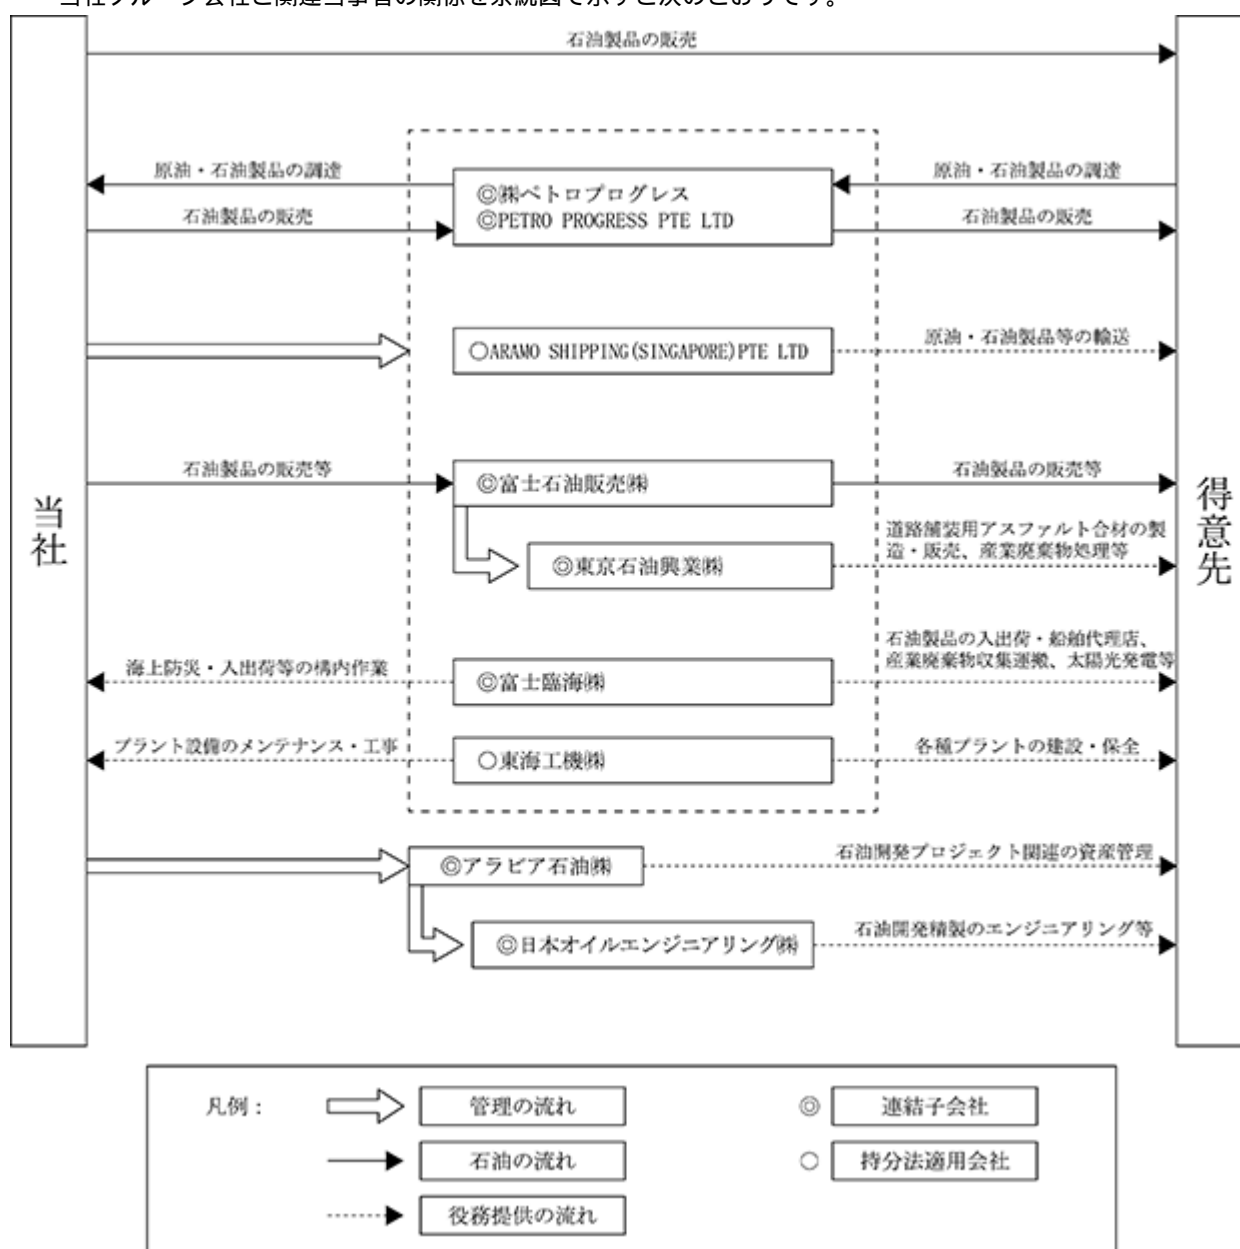 当社グループ会社と関連当事者の関係を系統図で示すと次のとおりです。
石油製品の販売
原油・石油製品の調達
石油製品の販売
◎㈱ペトロプログレス
◎PETRO PROGRESS PTE LTD
原油・石油製品の調達
石油製品の販売
○ARAMO SHIPPING(SINGAPORE)PTE LTD
原油・石油製品等の輸送
石油製品の販売等
◎富士石油販売㈱
石油製品の販売等
当社
得意先
◎東京石油興業㈱
道路舗装用アスファルト合材の製
造・販売、産業廃棄物処理等
海上防災・入出荷等の構内作業
◎富士臨海㈱
石油製品の入出荷・船舶代理店、
産業廃棄物収集運搬、太陽光発電等
プラント設備のメンテナンス・工事
○東海工機㈱
各種プラントの建設・保全
◎アラビア石油㈱
石油開発プロジェクト関連の資産管理
◎日本オイルエンジニアリング㈱
石油開発精製のエンジニアリング等
凡例：
管理の流れ
◎ 連結子会社
石油の流れ
○ 持分法適用会社
役務提供の流れ